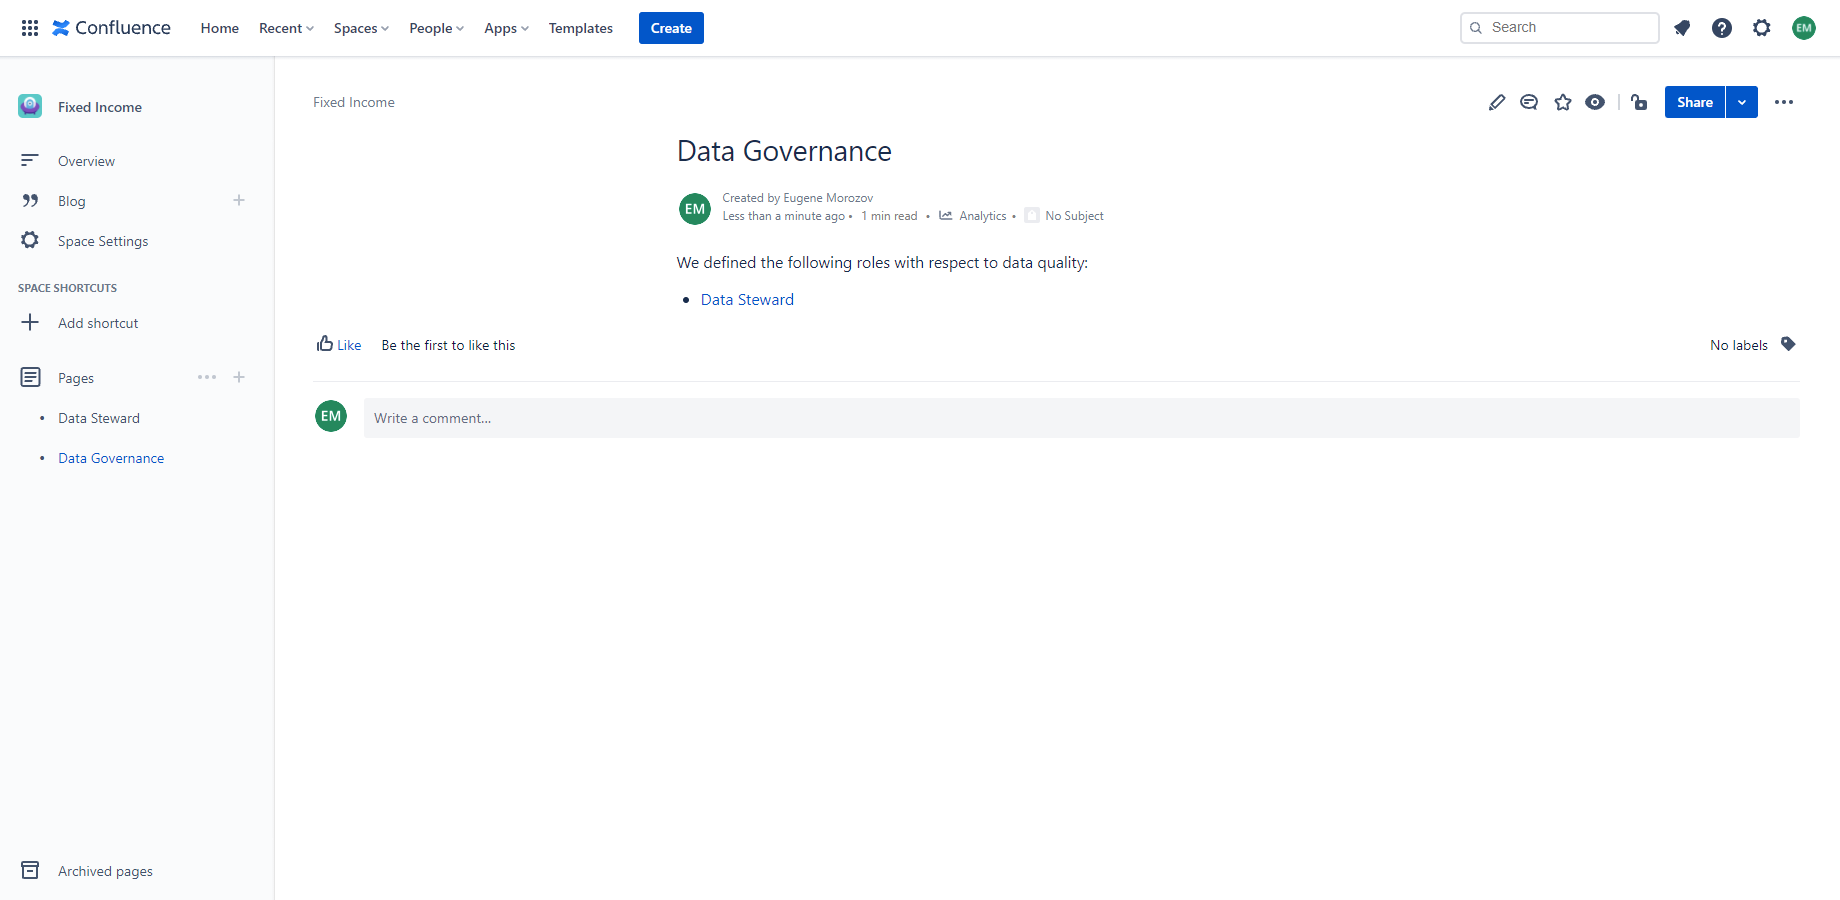 Confluence
Home Recent Spaces People Apps Templates Create
Search
EM
Fixed Income
Overview
Blog
Space Settings
SPACE SHORTCUTS
Add shortcut
Pages
Data Steward
Data Governance
Archived pages
Fixed Income
Share
Data Governance
EM
Created by Eugene Morozov
Less than a minute ago • 1 min read • Analytics • No Subject
We defined the following roles with respect to data quality:
• Data Steward
Like Be the first to like this
No labels
EM
Write a comment...